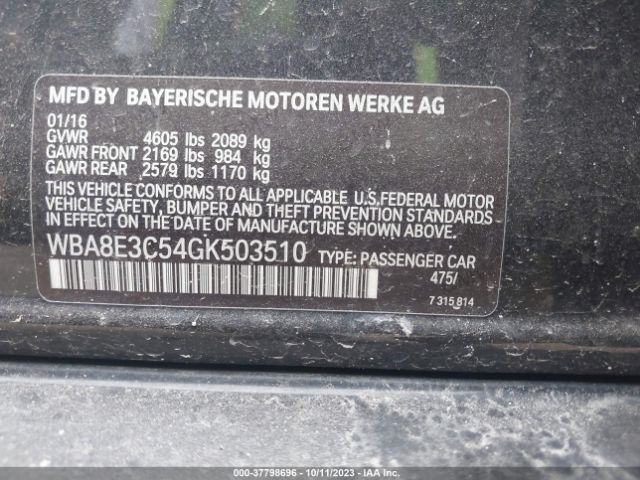 MFD BY BAYERISCHE MOTOREN WERKE AG
01/16
GVWR 4605 lbs 2089 kg
GAWR FRONT 2169 lbs 984 kg
GAWR REAR 2579 lbs 1170 kg
THIS VEHICLE CONFORMS TO ALL APPLICABLE U.S.FEDERAL MOTOR
VEHICLE SAFETY, BUMPER AND THEFT PREVENTION STANDARDS
IN EFFECT ON THE DATE OF MANUFACTURE SHOWN ABOVE.
WBA8E3C54GK503510 TYPE: PASSENGER CAR
475/
7 315 814
000-37798696 - 10/11/2023 - IAA Inc.